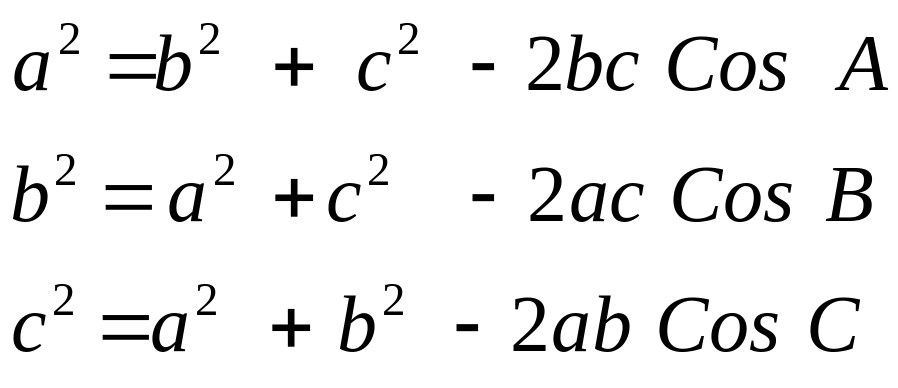 a² = b² + c² - 2bc Cos A
b² = a² + c² - 2ac Cos B
c² = a² + b² - 2ab Cos C